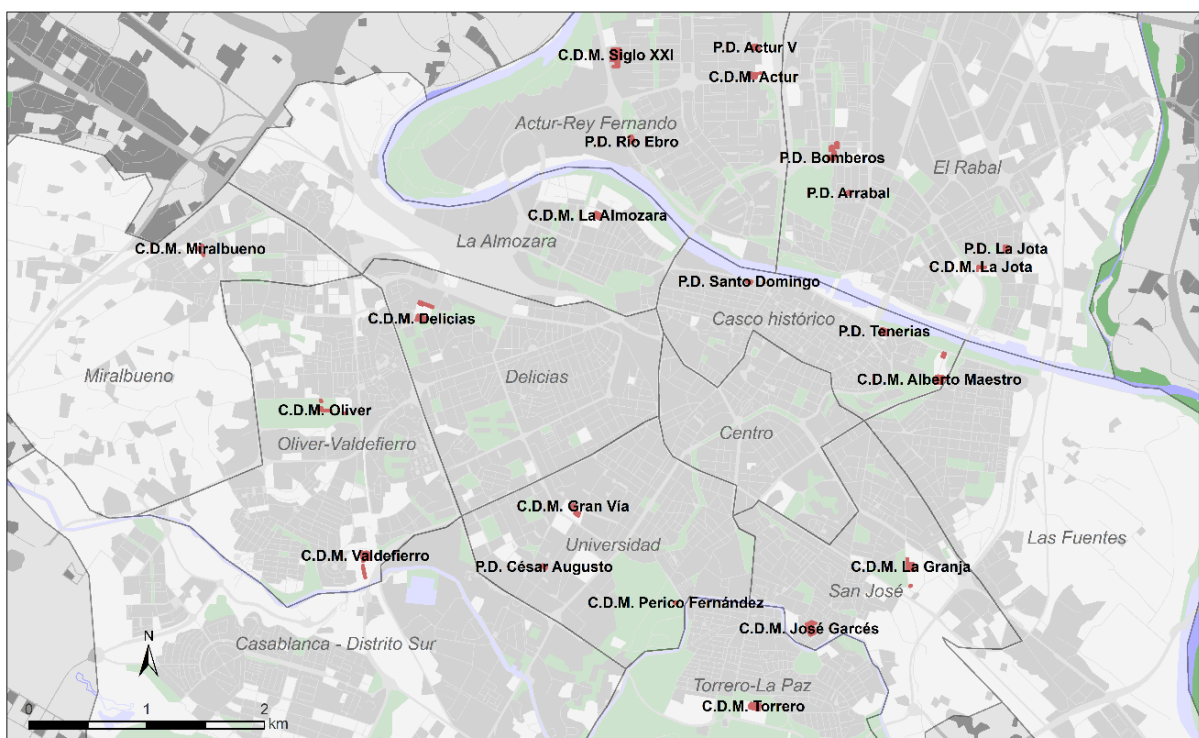 C.D.M. Siglo XXI
P.D. Actur V
C.D.M. Actur
Actur-Rey Fernando
P.D. Río Ebro
P.D. Bomberos
El Rabal
P.D. Arrabal
C.D.M. La Almozara
La Almozara
C.D.M. Miralbueno
P.D. La Jota
C.D.M. La Jota
P.D. Santo Domingo
C.D.M. Delicias
Casco histórico
P.D. Tenerias
Miralbueno
Delicias
C.D.M. Alberto Maestro
C.D.M. Oliver
Oliver-Valdefierro
Centro
C.D.M. Gran Vía
Universidad
Las Fuentes
C.D.M. Valdefierro
P.D. César Augusto
C.D.M. La Granja
San José
C.D.M. Perico Fernández
C.D.M. José Garcés
Casablanca - Distrito Sur
N
Torrero-La Paz
C.D.M. Torrero
0 1 2
km